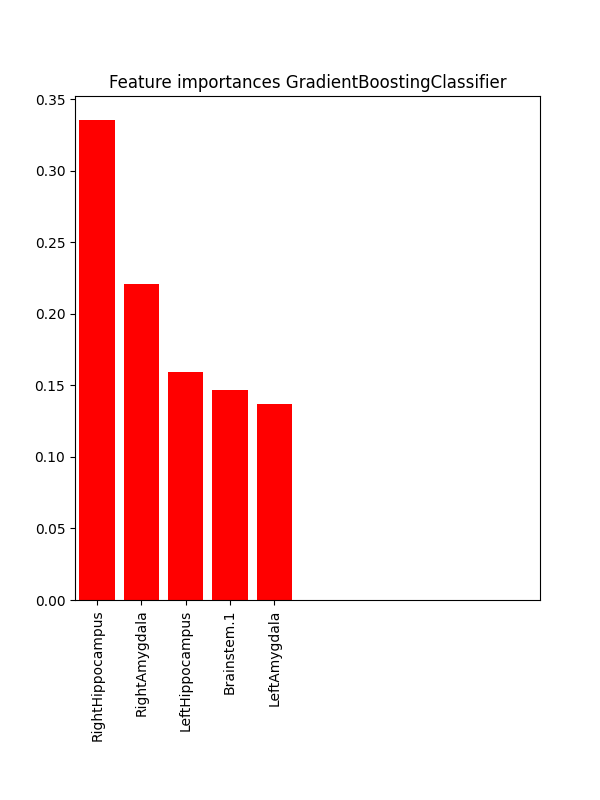 Feature importances GradientBoostingClassifier
0.35
0.30
0.25
0.20
0.15
0.10
0.05
0.00
RightHippocampus
RightAmygdala
LeftHippocampus
Brainstem.1
LeftAmygdala